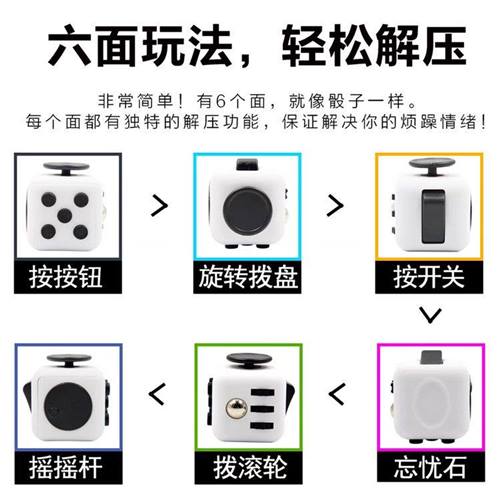 六面玩法，轻松解压
非常简单！有6个面，就像骰子一样。
每个面都有独特的解压功能，保证解决你的烦躁情绪！
按按钮
旋转拨盘
按开关
摇摇杆
拨滚轮
忘忧石